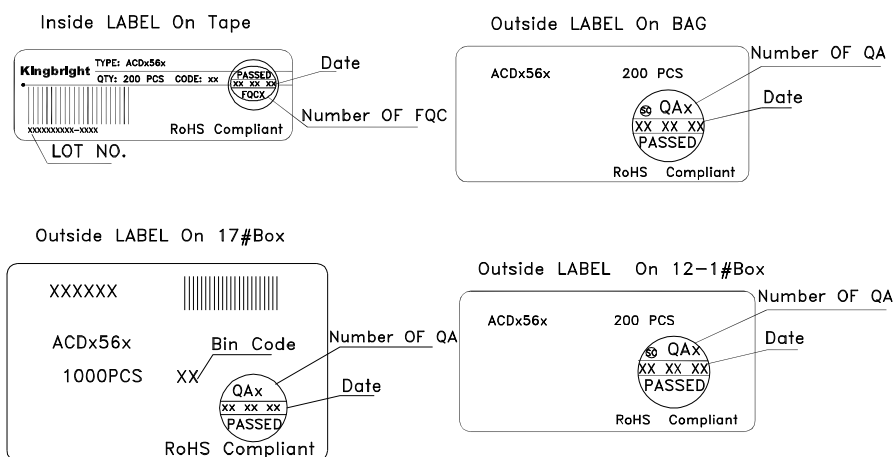 Inside LABEL On Tape
Kingbright
TYPE: ACDx56x
QTY: 200 PCS CODE: xx
PASSED
XX XX XX
FQCX
Date
Number OF FQC
xxxxxxxxxx-xxxx
RoHS Compliant
LOT NO.
Outside LABEL On BAG
Number OF QA
ACDx56x 200 PCS
Date
SC QAx
XX XX XX
PASSED
RoHS Compliant
Outside LABEL On 17#Box
XXXXXX
ACDx56x
Bin Code
Number OF QA
1000PCS XX
Date
QAx
XX XX XX
PASSED
RoHS Compliant
Outside LABEL On 12-1#Box
Number OF QA
ACDx56x 200 PCS
Date
SC QAx
XX XX XX
PASSED
RoHS Compliant